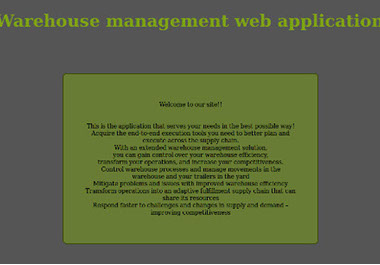 Warehouse management web application
Welcome to our site!!
This is the application that serves your needs in the best possible way!
Acquire the end-to-end execution tools you need to better plan and
execute across the supply chain.
With an extended warehouse management solution,
you can gain control over your warehouse efficiency,
transform your operations, and increase your competitiveness.
Control warehouse processes and manage movements in the
warehouse and your trailers in the yard
Mitigate problems and issues with improved warehouse efficiency
Transform operations into an adaptive fulfillment supply chain that can
share its resources
Respond faster to challenges and changes in supply and demand –
improving competitiveness